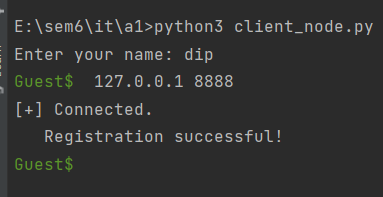 E:\sem6\it\a1>python3 client_node.py
Enter your name: dip
Guest$  127.0.0.1 8888
[+] Connected.
   Registration successful!
Guest$